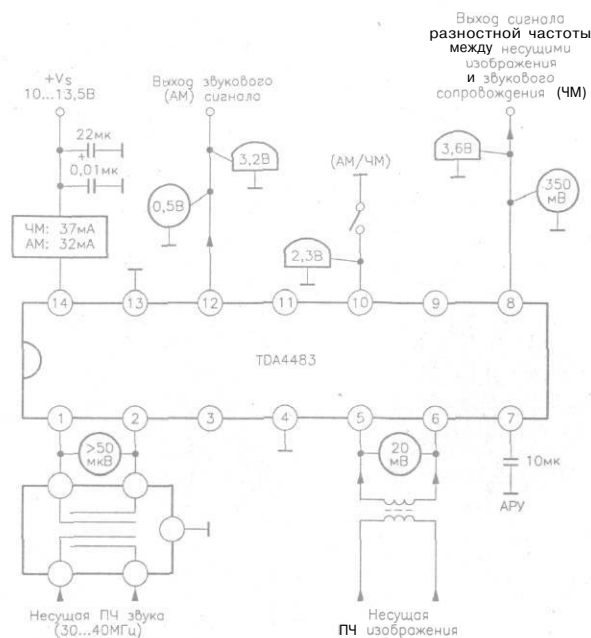 Выход сигнала
разностной частоты
между несущими
изображения
и звукового
сопровождения (ЧМ)
+Vs
10...13,5В
Выход звукового
(АМ) сигнала
22мк
+
0,01мк
3,2В
(АМ/ЧМ)
3,6В
0,5В
350
мВ
ЧМ: 37мА
АМ: 32мА
2,3В
14
13
12
11
10
9
8
TDA4483
1
2
3
4
5
6
7
>50
мкВ
20
мВ
10мк
АРУ
Несущая ПЧ звука
(30...40МГц)
Несущая
ПЧ изображения